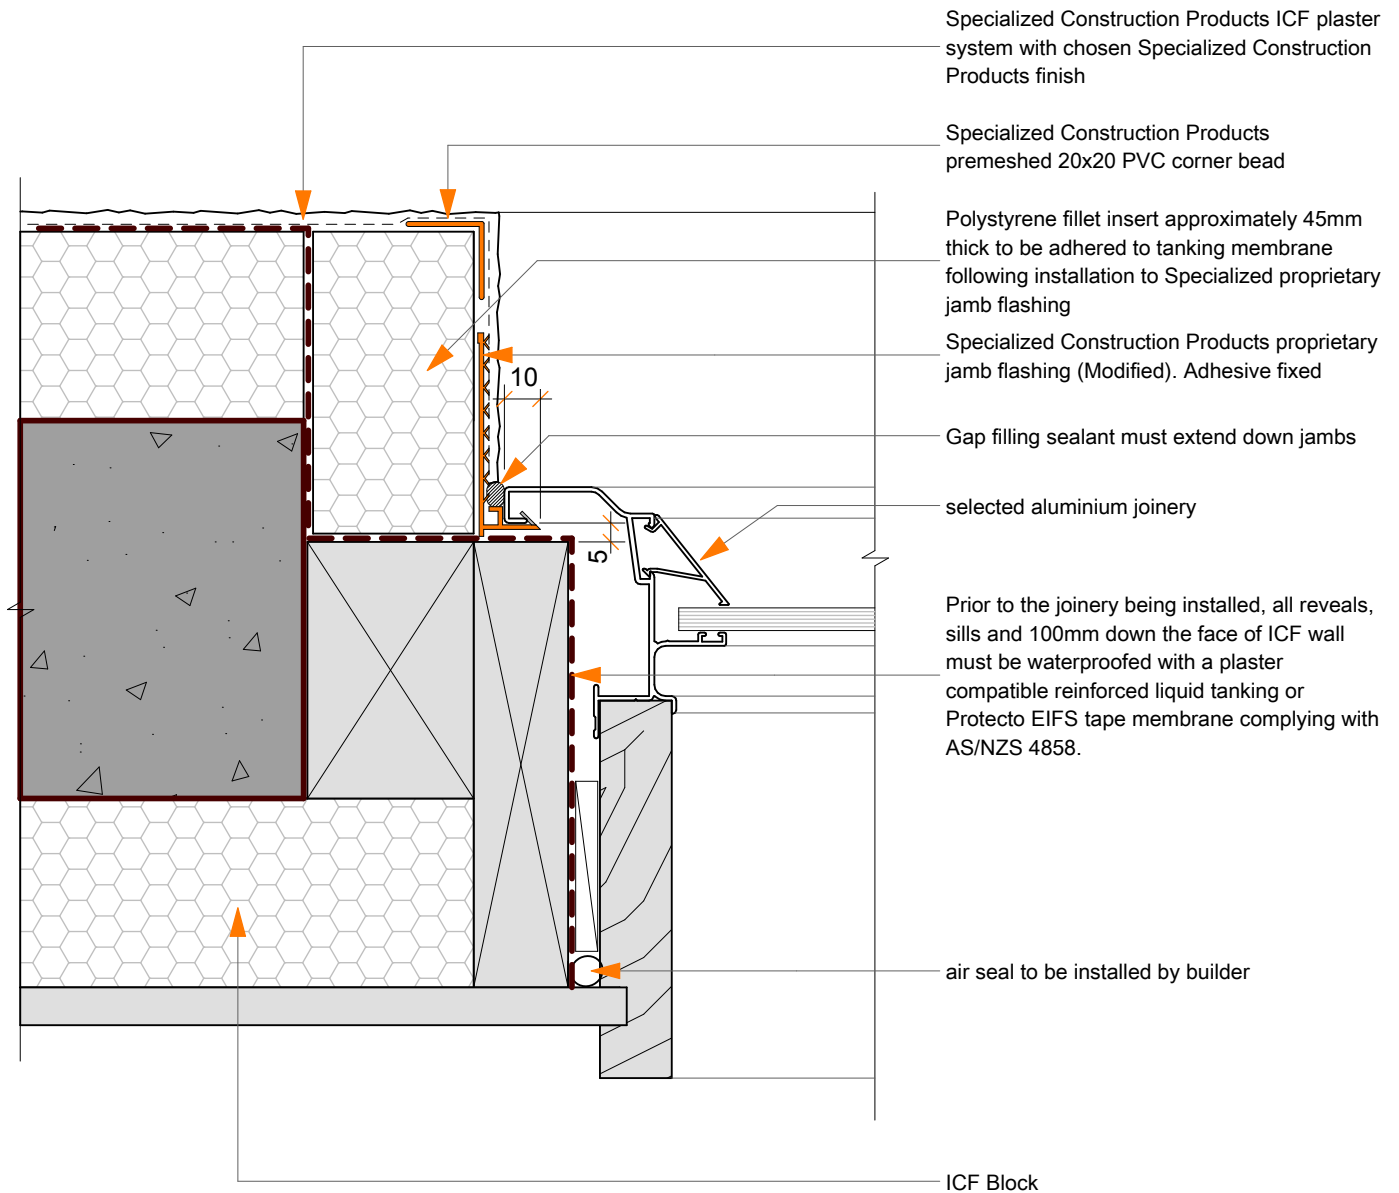 Specialized Construction Products ICF plaster
system with chosen Specialized Construction
Products finish
Specialized Construction Products
premeshed 20x20 PVC corner bead
Polystyrene fillet insert approximately 45mm
thick to be adhered to tanking membrane
following installation to Specialized proprietary
jamb flashing
Specialized Construction Products proprietary
jamb flashing (Modified). Adhesive fixed
10
Gap filling sealant must extend down jambs
selected aluminium joinery
5
Prior to the joinery being installed, all reveals,
sills and 100mm down the face of ICF wall
must be waterproofed with a plaster
compatible reinforced liquid tanking or
Protecto EIFS tape membrane complying with
AS/NZS 4858.
air seal to be installed by builder
ICF Block